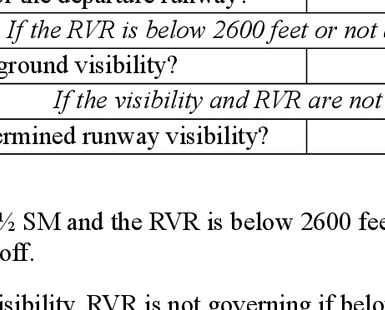 the departure runway?
If the RVR is below 2600 feet or not
ground visibility?
If the visibility and RVR are not
ermined runway visibility?
½ SM and the RVR is below 2600 fee
off.
isibility. RVR is not governing if belo